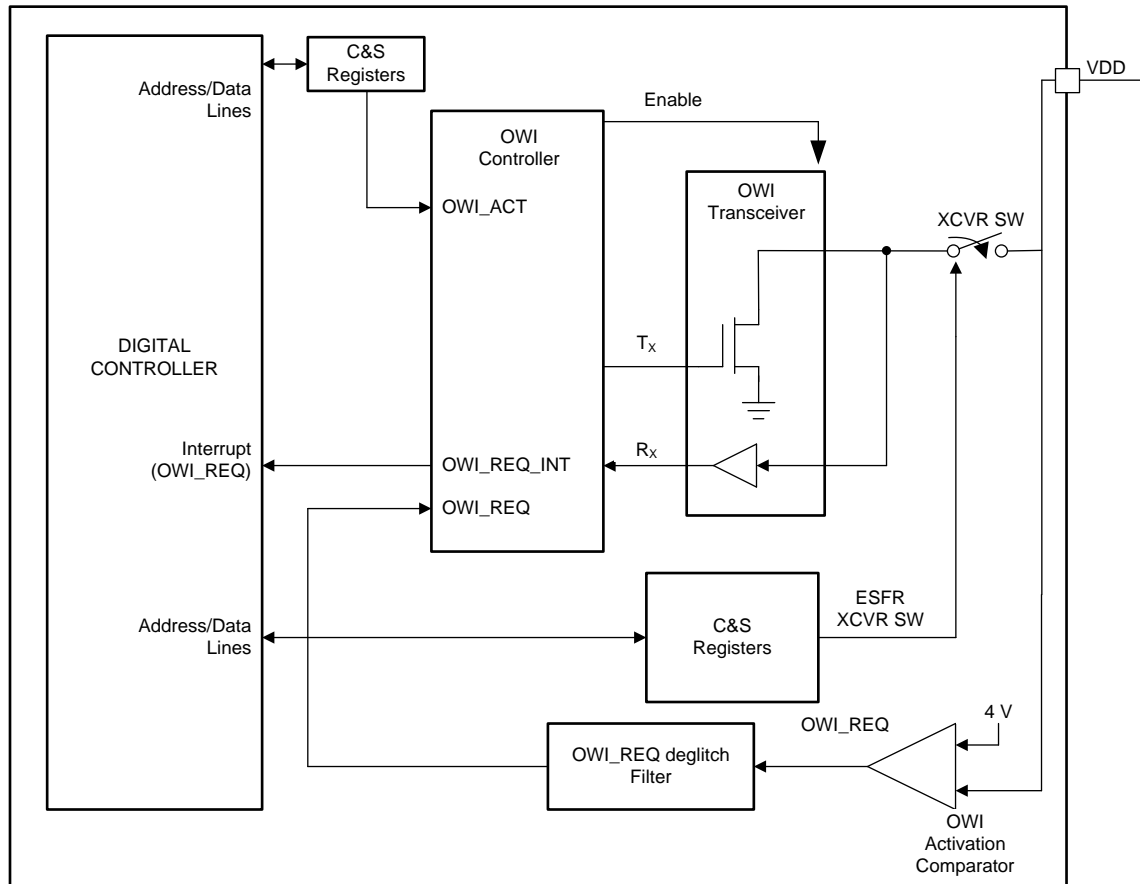 C&S
Registers
VDD
Address/Data
Lines
Enable
OWI
Controller
OWI
Transceiver
OWI_ACT
XCVR SW
DIGITAL
CONTROLLER
TX
Interrupt
(OWI_REQ)
OWI_REQ_INT
RX
OWI_REQ
Address/Data
Lines
C&S
Registers
ESFR
XCVR SW
4 V
OWI_REQ
OWI_REQ deglitch
Filter
OWI
Activation
Comparator